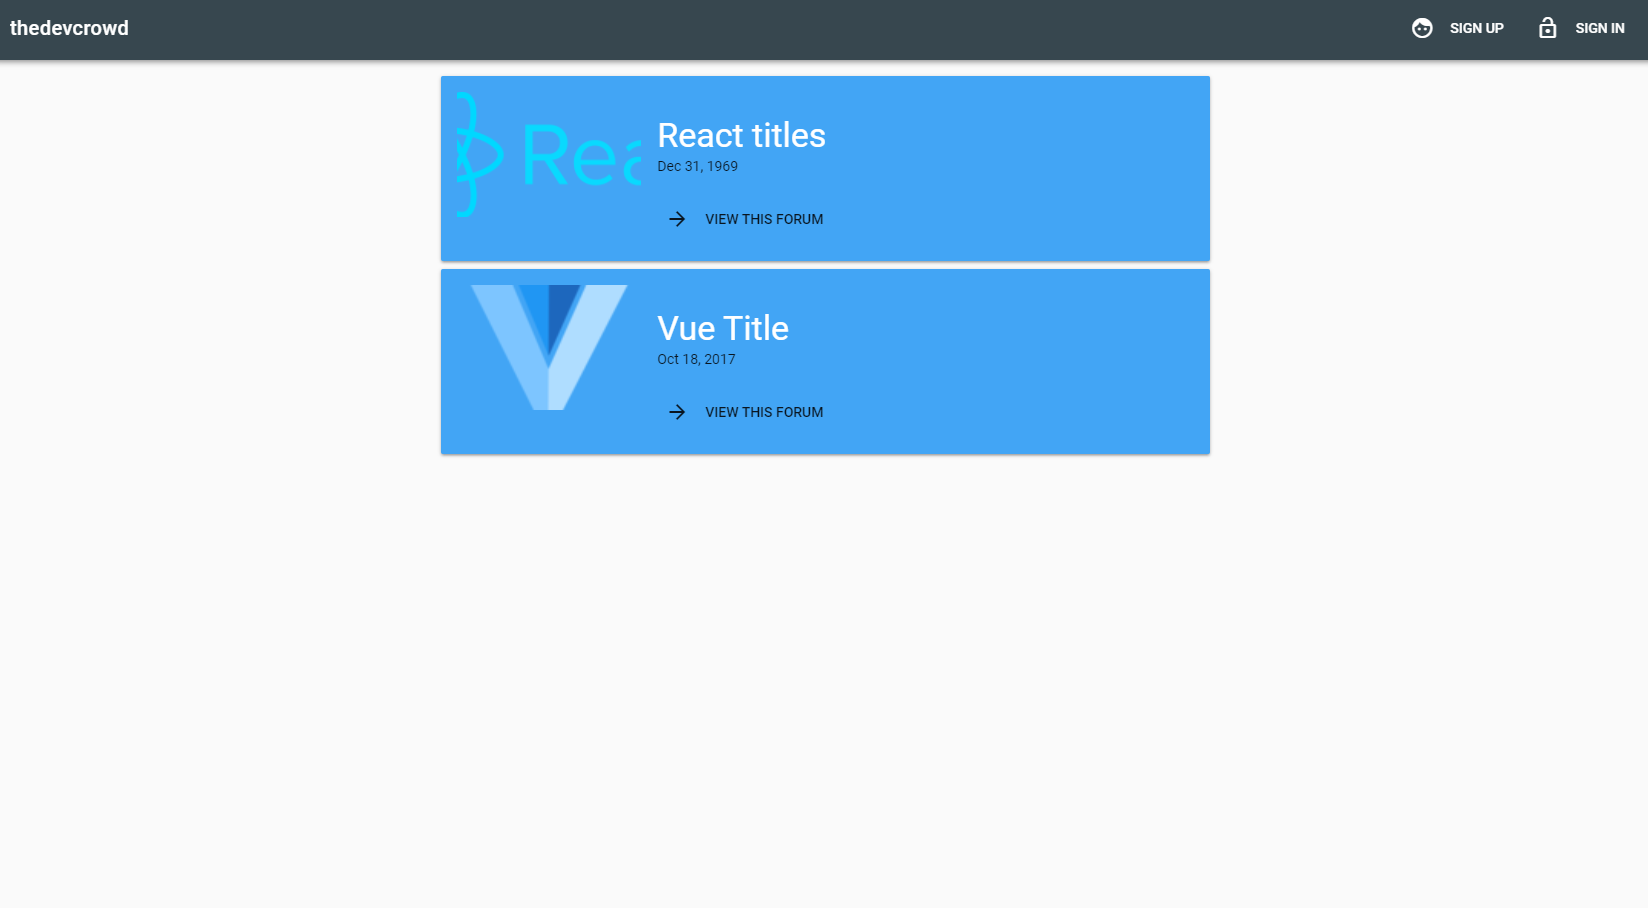 thedevcrowd
SIGN UP
SIGN IN
Rea
React titles
Dec 31, 1969
VIEW THIS FORUM
Vue Title
Oct 18, 2017
VIEW THIS FORUM